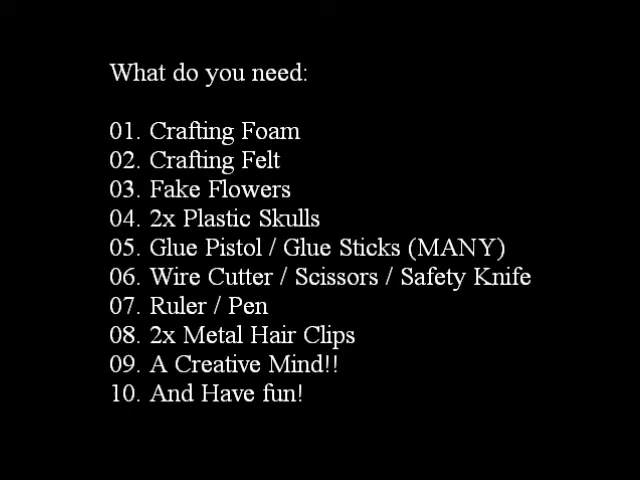 What do you need:
01. Crafting Foam
02. Crafting Felt
03. Fake Flowers
04. 2x Plastic Skulls
05. Glue Pistol / Glue Sticks (MANY)
06. Wire Cutter / Scissors / Safety Knife
07. Ruler / Pen
08. 2x Metal Hair Clips
09. A Creative Mind!!
10. And Have fun!